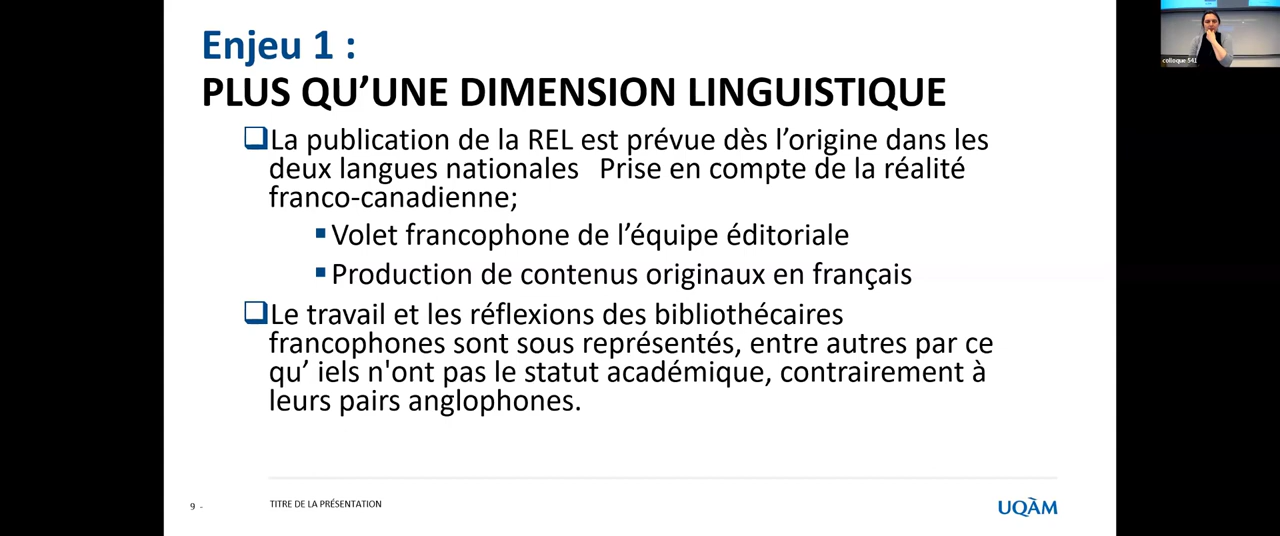 Enjeu 1 :
PLUS QU'UNE DIMENSION LINGUISTIQUE
La publication de la REL est prévue dès l'origine dans les
deux langues nationales Prise en compte de la réalité
franco-canadienne;
Volet francophone de l'équipe éditoriale
Production de contenus originaux en français
Le travail et les réflexions des bibliothécaires
francophones sont sous représentés, entre autres par ce
qu' iels n'ont pas le statut académique, contrairement à
leurs pairs anglophones.
9 -
TITRE DE LA PRÉSENTATION
UQÀM
colloque 541